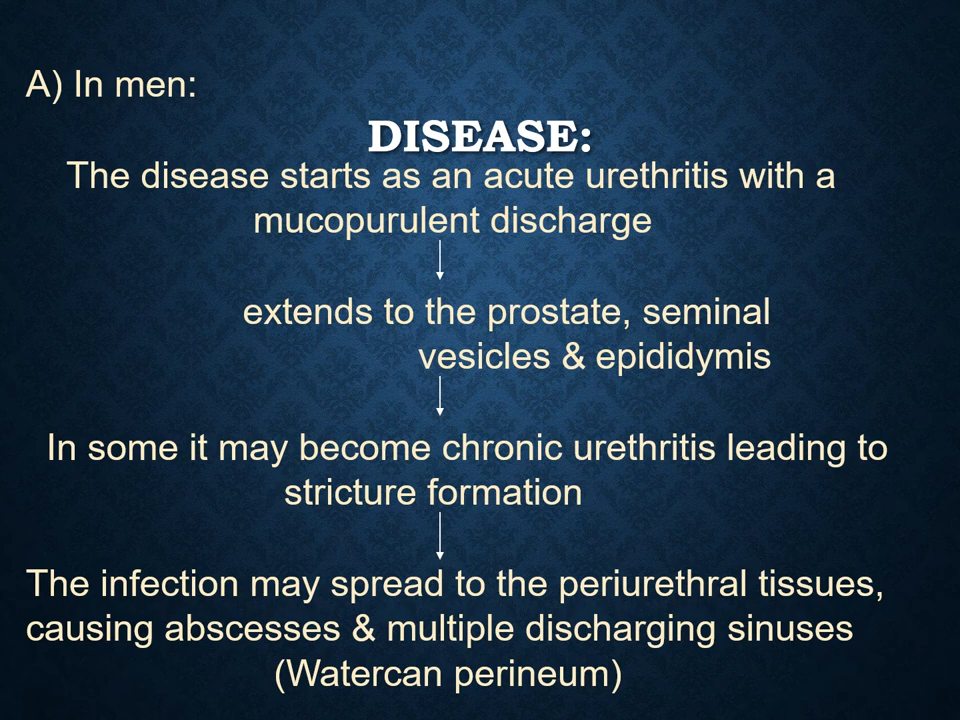 A) In men:
DISEASE:
The disease starts as an acute urethritis with a
mucopurulent discharge
extends to the prostate, seminal
vesicles & epididymis
In some it may become chronic urethritis leading to
stricture formation
The infection may spread to the periurethral tissues,
causing abscesses & multiple discharging sinuses
(Watercan perineum)